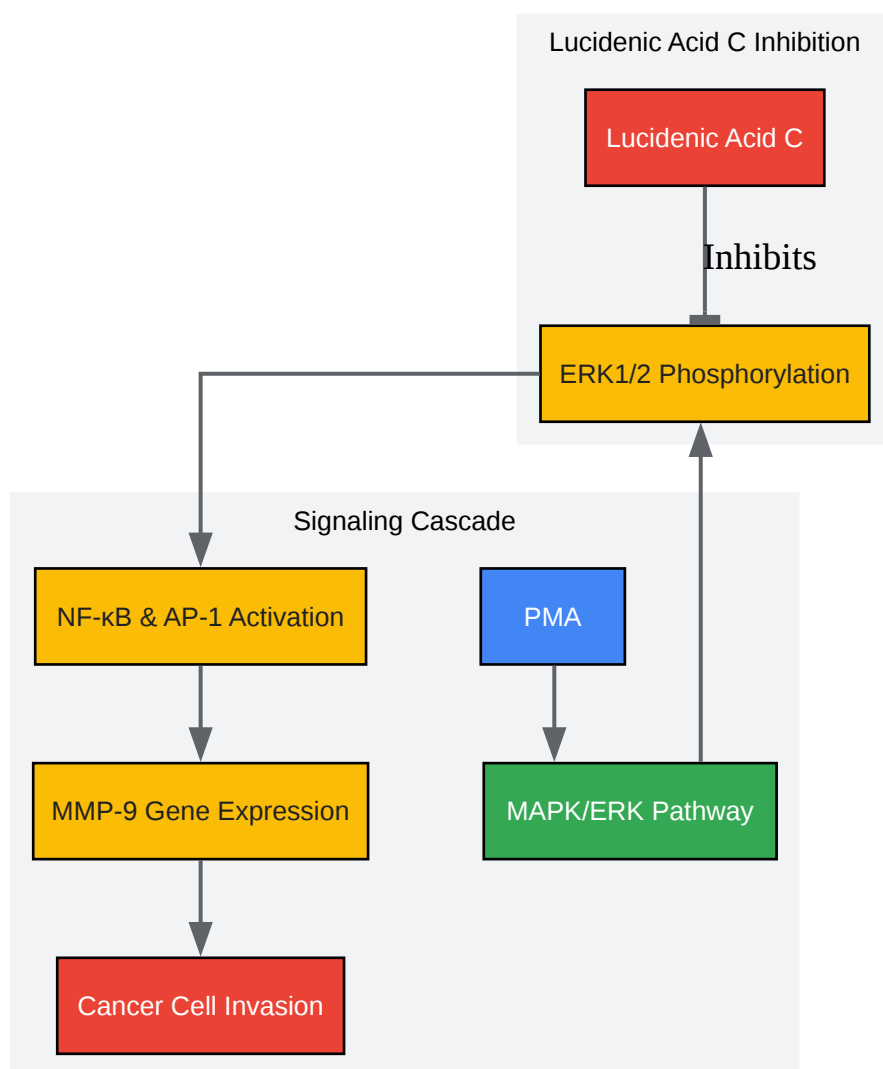 Lucidenic Acid C Inhibition
Lucidenic Acid C
Inhibits
ERK1/2 Phosphorylation
Signaling Cascade
NF-κB & AP-1 Activation
PMA
MMP-9 Gene Expression
MAPK/ERK Pathway
Cancer Cell Invasion